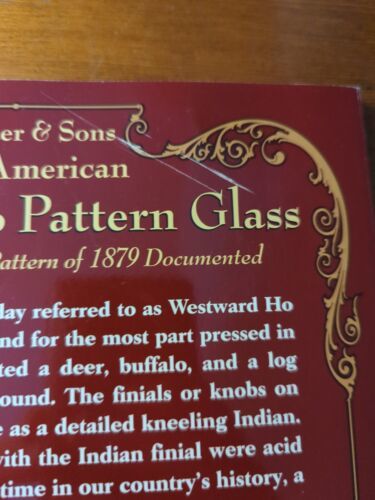 er & Sons
American
Pattern Glass
Pattern of 1879 Documented
lay referred to as Westward Ho
nd for the most part pressed in
ted a deer, buffalo, and a log
ound. The finials or knobs on
e as a detailed kneeling Indian.
with the Indian finial were acid
time in our country's history, a